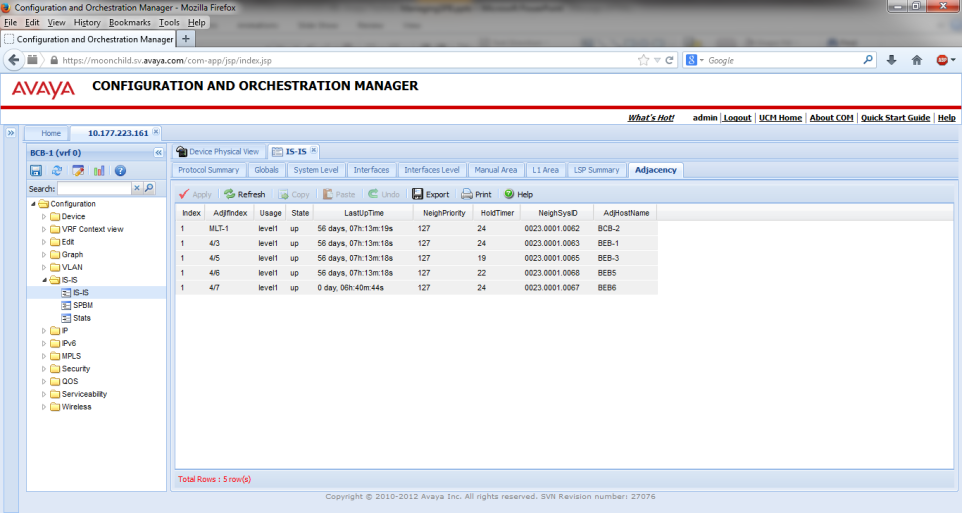 Configuration and Orchestration Manager - Mozilla Firefox
File Edit View History Bookmarks Tools Help
Configuration and Orchestration Manager +
https://moonchild.sv.avaya.com/com-app/jsp/index.jsp
Google
AVAYA CONFIGURATION AND ORCHESTRATION MANAGER
What's Hot! admin | Logout | UCM Home | About COM | Quick Start Guide | Help
Home 10.177.223.161
BCB-1 (vrf 0)
Search:
Configuration
Device
VRF Context view
Edit
Graph
VLAN
IS-IS
IS-IS
SPBM
Stats
IP
IPv6
MPLS
Security
QOS
Serviceability
Wireless
Device Physical View IS-IS
Protocol Summary Globals System Level Interfaces Interfaces Level Manual Area L1 Area LSP Summary Adjacency
Apply Refresh Copy Paste Undo Export Print Help
Index AdjIfIndex Usage State LastUpTime NeighPriority HoldTimer NeighSysID AdjHostName
1 MLT-1 level1 up 56 days, 07h:13m:19s 127 24 0023.0001.0062 BCB-2
1 4/3 level1 up 56 days, 07h:13m:18s 127 24 0023.0001.0063 BEB-1
1 4/5 level1 up 56 days, 07h:13m:18s 127 19 0023.0001.0065 BEB-3
1 4/6 level1 up 56 days, 07h:13m:18s 127 22 0023.0001.0068 BEB5
1 4/7 level1 up 0 day, 06h:40m:44s 127 24 0023.0001.0067 BEB6
Total Rows : 5 row(s)
Copyright © 2010-2012 Avaya Inc. All rights reserved. SVN Revision number: 27076